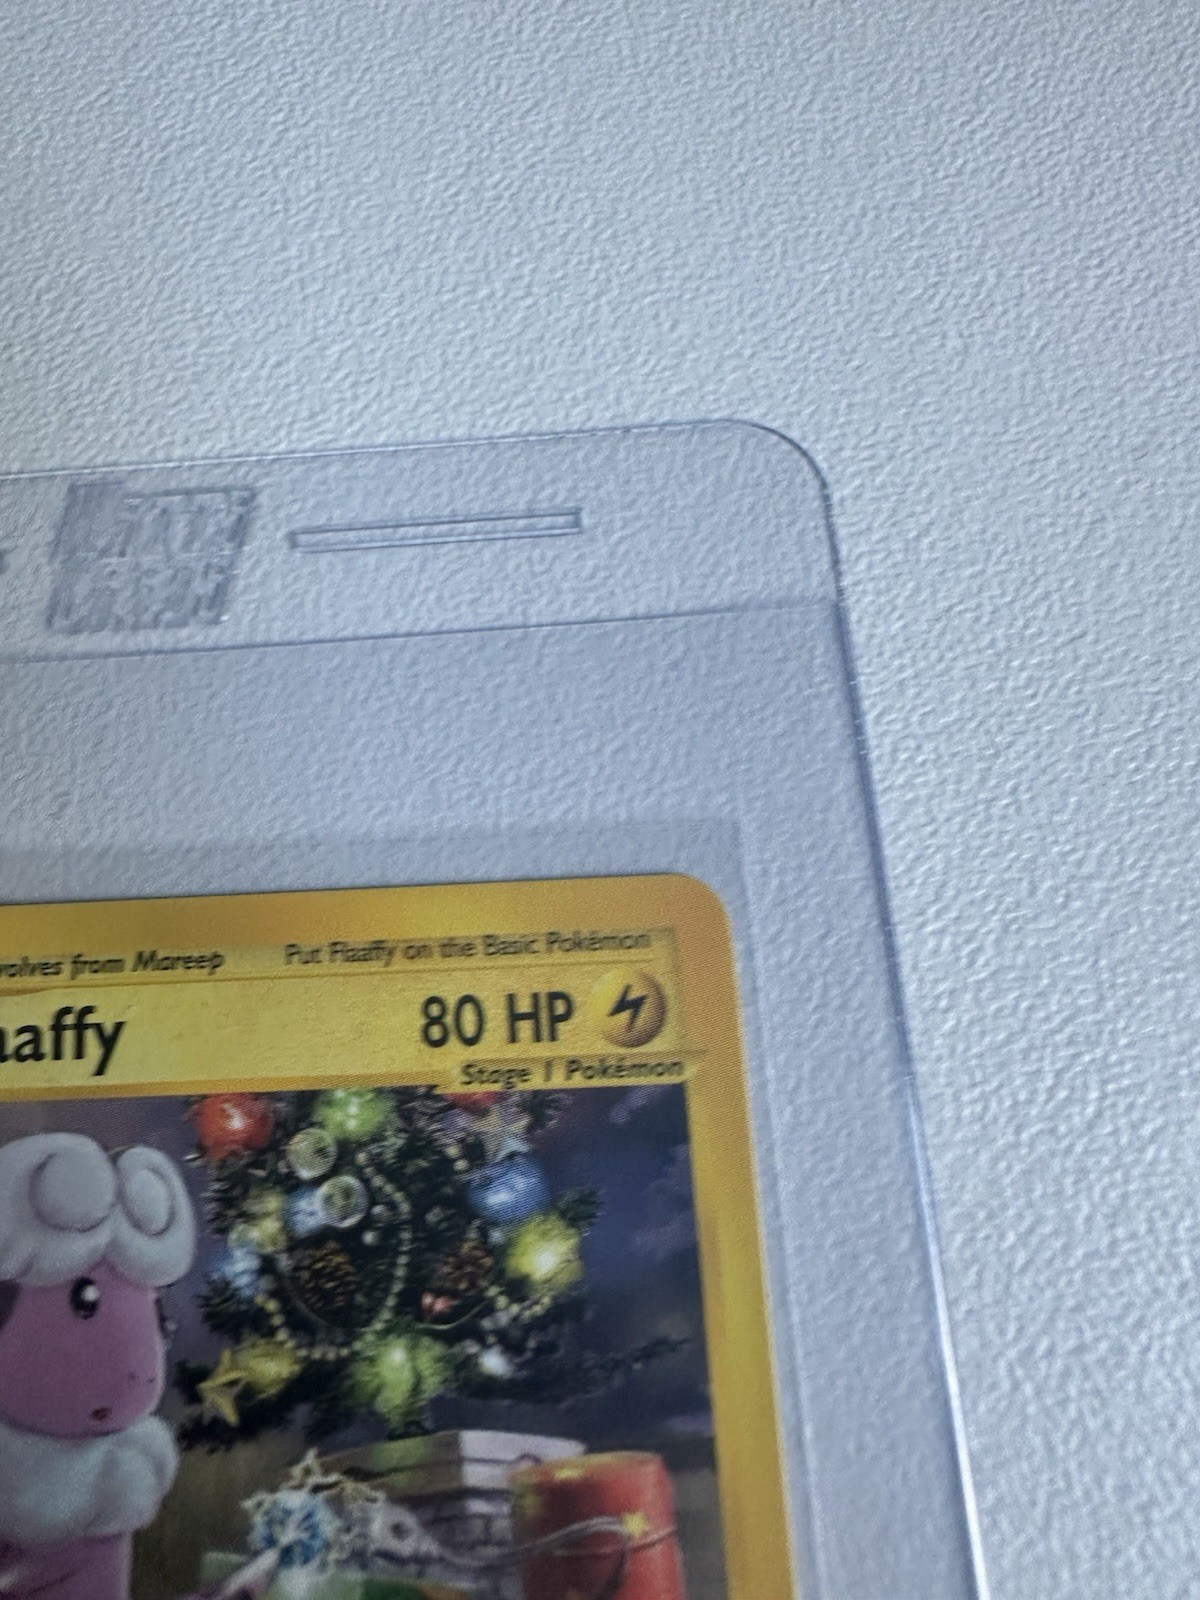 volves from Mareep Put Flaaffy on the Basic Pokémon
aaffy 80 HP
Stage 1 Pokémon